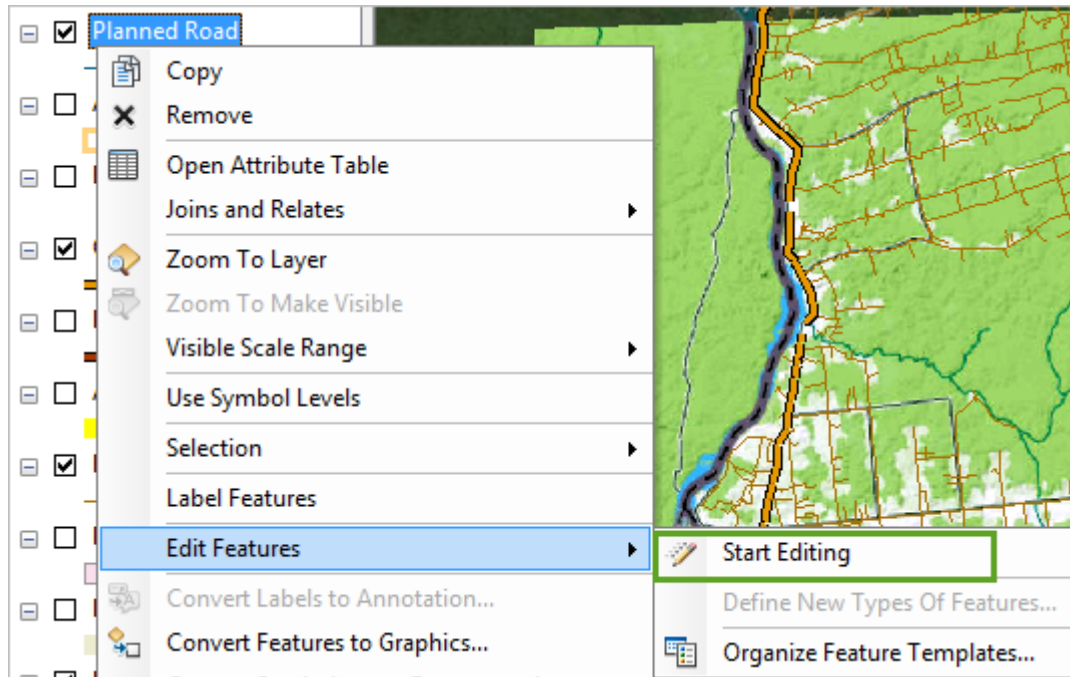 Planned Road
Copy
Remove
Open Attribute Table
Joins and Relates
Zoom To Layer
Zoom To Make Visible
Visible Scale Range
Use Symbol Levels
Selection
Label Features
Edit Features
Start Editing
Define New Types Of Features...
Convert Labels to Annotation...
Convert Features to Graphics...
Organize Feature Templates...